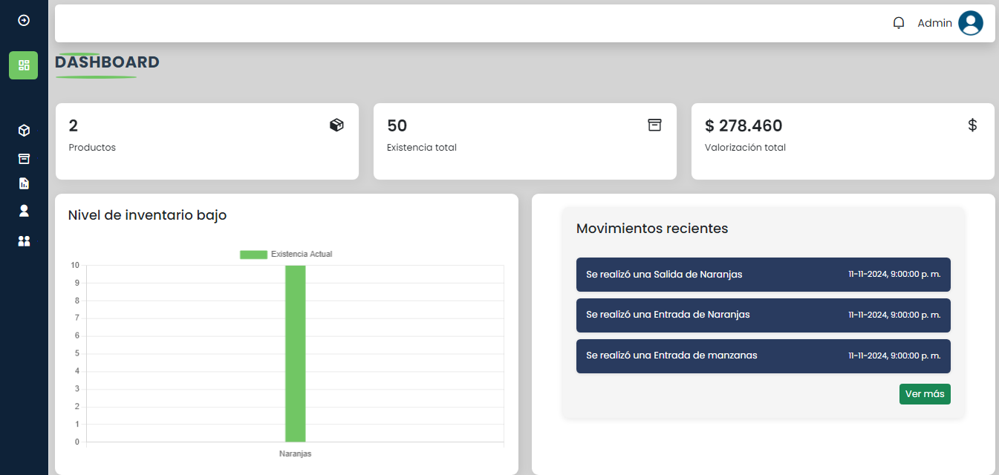 Admin
DASHBOARD
2
Productos
50
Existencia total
$ 278.460
Valorización total
$
Nivel de inventario bajo
Existencia Actual
10
9
8
7
6
5
4
3
2
1
0
Naranjas
Movimientos recientes
Se realizó una Salida de Naranjas 11-11-2024, 9:00:00 p. m.
Se realizó una Entrada de Naranjas 11-11-2024, 9:00:00 p. m.
Se realizó una Entrada de manzanas 11-11-2024, 9:00:00 p. m.
Ver más